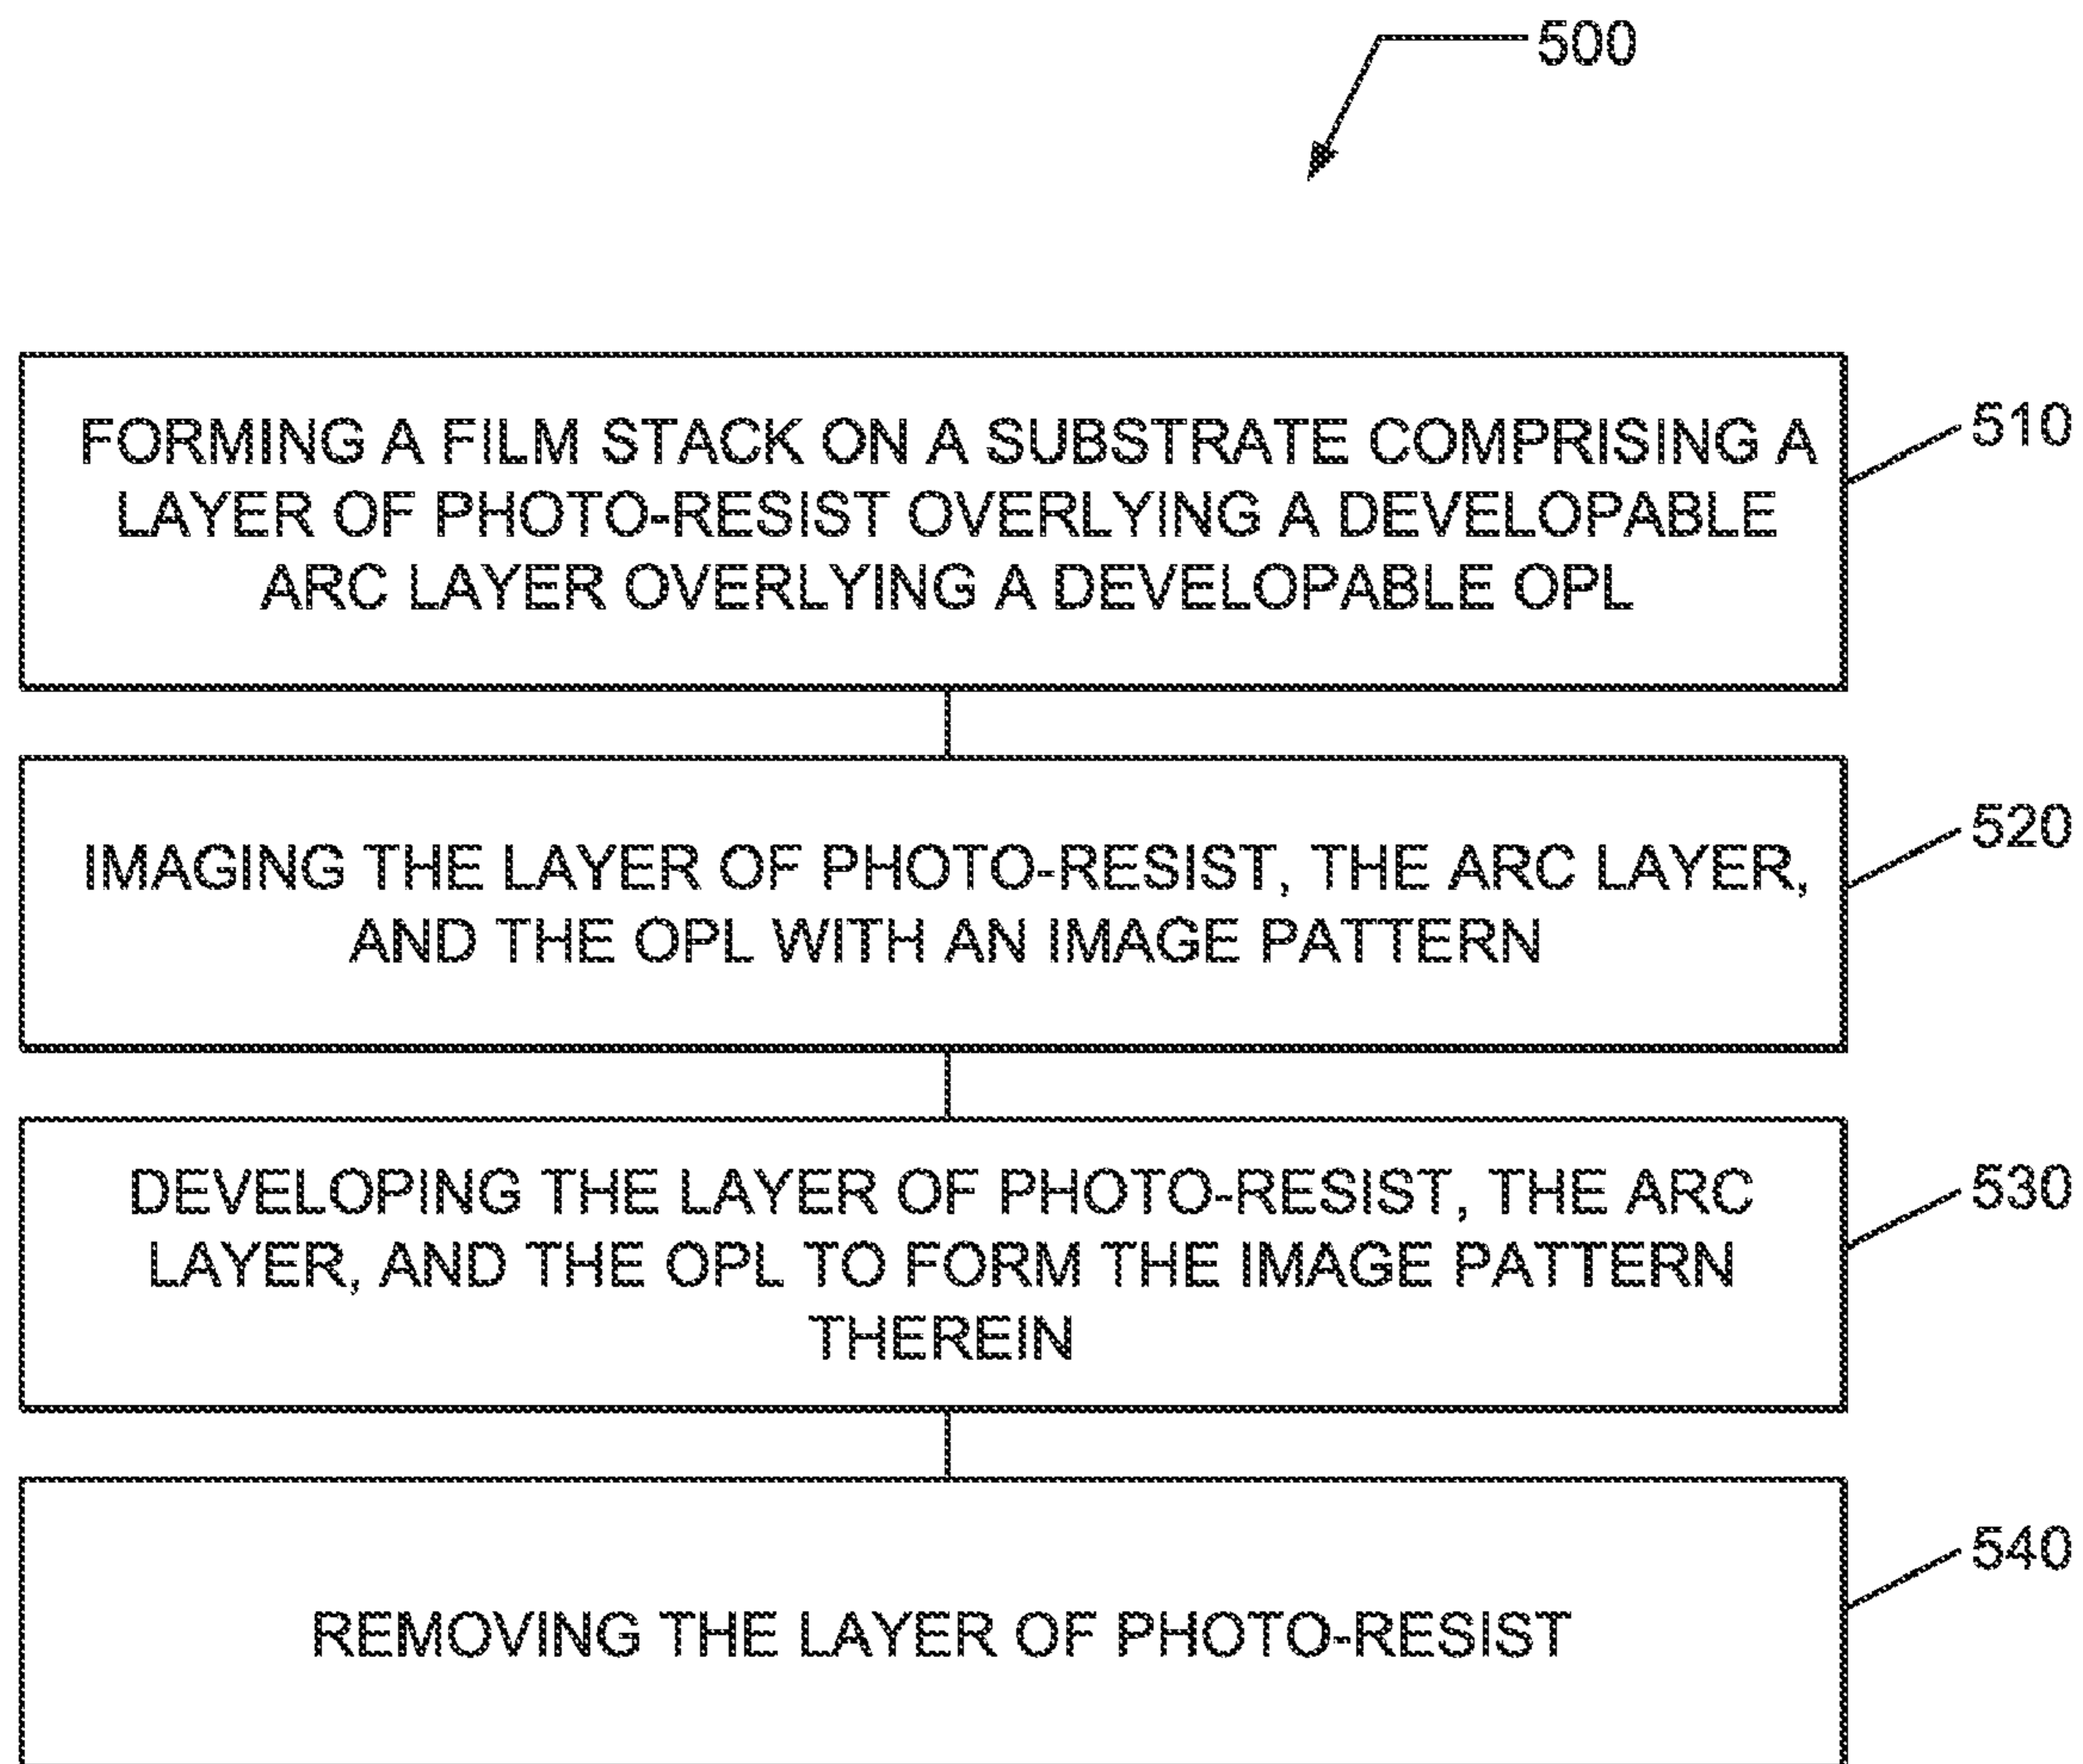 500
FORMING A FILM STACK ON A SUBSTRATE COMPRISING A
LAYER OF PHOTO-RESIST OVERLYING A DEVELOPABLE
ARC LAYER OVERLYING A DEVELOPABLE OPL
510
IMAGING THE LAYER OF PHOTO-RESIST, THE ARC LAYER,
AND THE OPL WITH AN IMAGE PATTERN
520
DEVELOPING THE LAYER OF PHOTO-RESIST, THE ARC
LAYER, AND THE OPL TO FORM THE IMAGE PATTERN
THEREIN
530
REMOVING THE LAYER OF PHOTO-RESIST
540